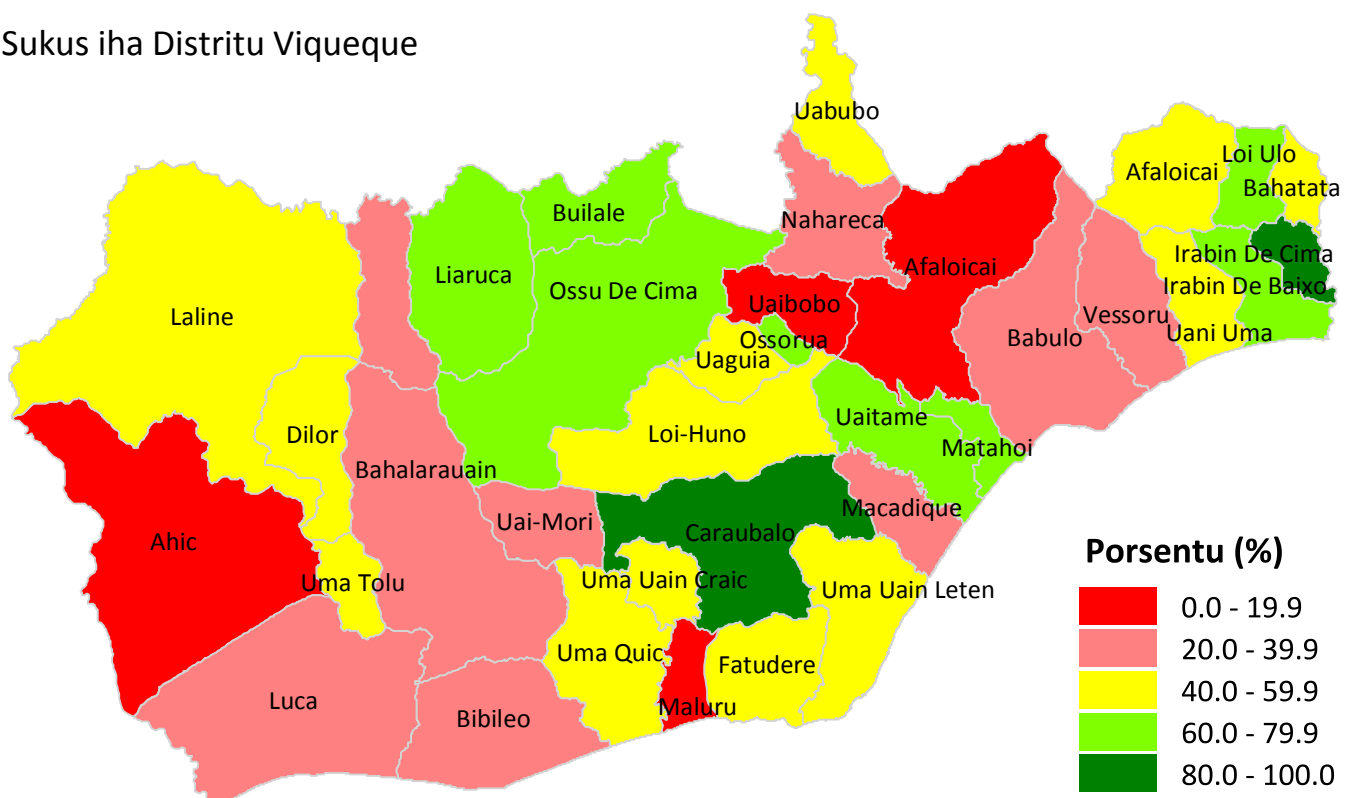 Sukus iha Distritu Viqueque
Uabubo
Loi Ulo
Afaloicai
Bahatata
Nahareca
Builale
Irabin De Cima
Afaloicai
Liaruca
Irabin De Baixo
Ossu De Cima
Uaibobo
Laline
Vessoru
Uani Uma
Babulo
Ossorua
Uaguia
Uaitame
Dilor
Loi-Huno
Matahoi
Bahalarauain
Macadique
Uai-Mori
Caraubalo
Ahic
Uma Tolu
Uma Uain Craic
Uma Uain Leten
Uma Quic
Fatudere
Luca
Maluru
Bibileo
Porsentu (%)
0.0 - 19.9
20.0 - 39.9
40.0 - 59.9
60.0 - 79.9
80.0 - 100.0